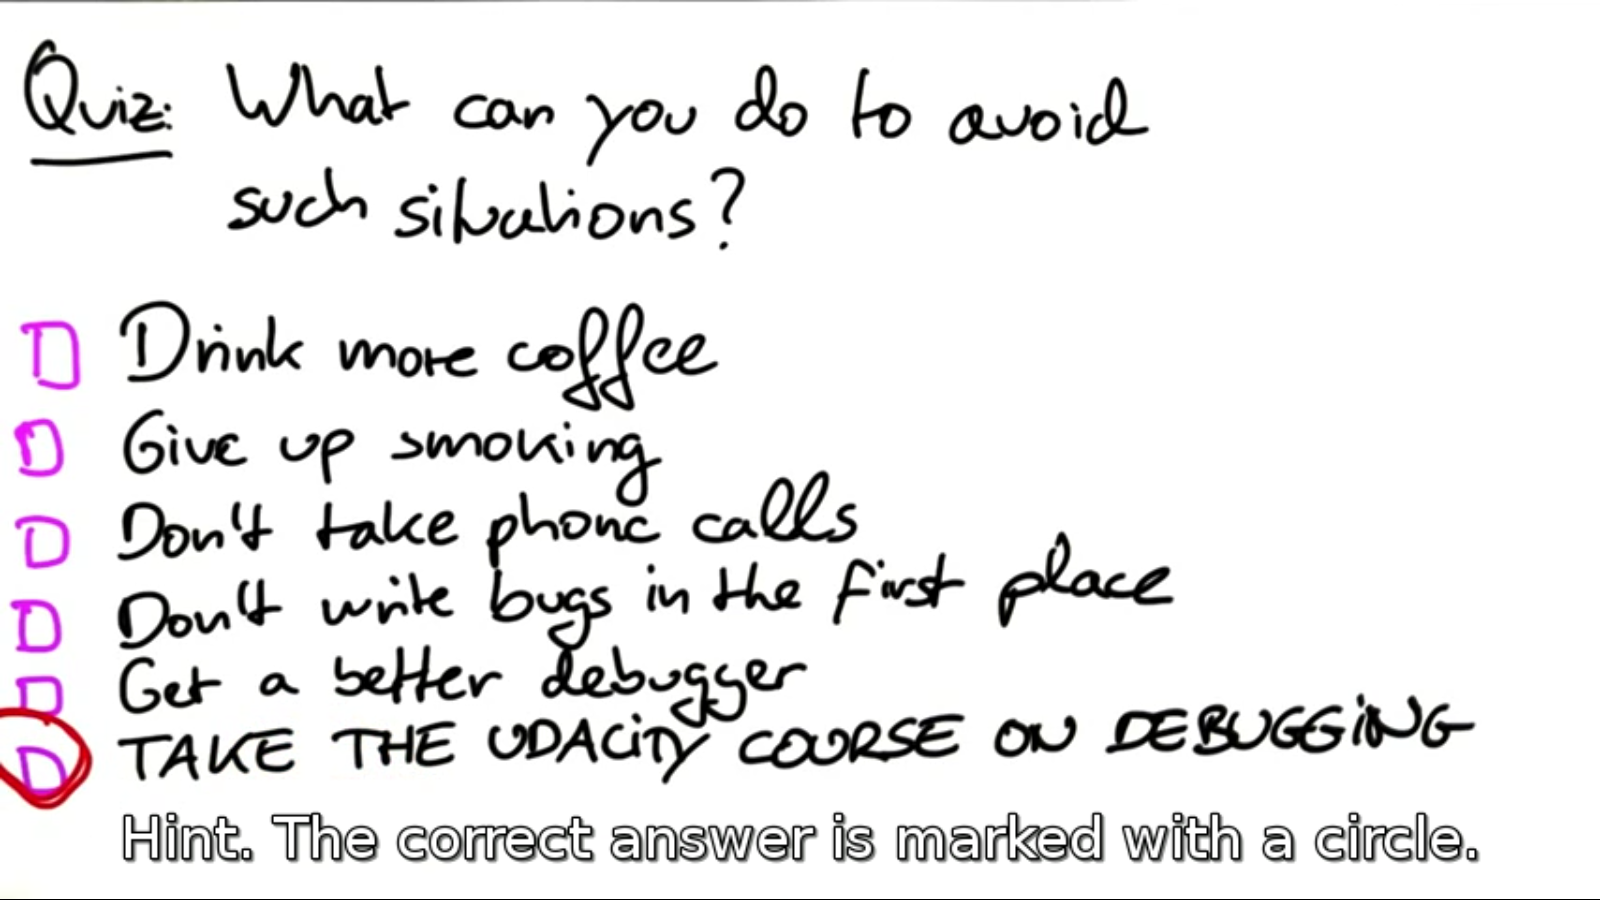 Quiz: What can you do to avoid
such situations?
Drink more coffee
Give up smoking
Don't take phone calls
Don't write bugs in the first place
Get a better debugger
TAKE THE UDACITY COURSE ON DEBUGGING
Hint. The correct answer is marked with a circle.